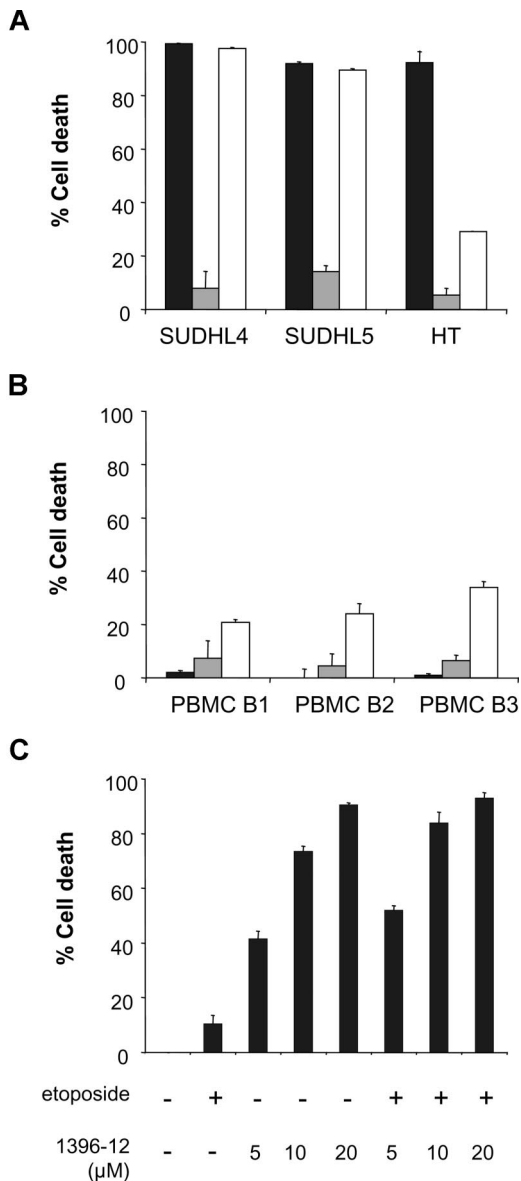 A
% Cell death
100
80
60
40
20
0
SUDHL4 SUDHL5 HT
B
% Cell death
100
80
60
40
20
0
PBMC B1 PBMC B2 PBMC B3
C
% Cell death
100
80
60
40
20
0
etoposide - + - - - + + +
1396-12 - - 5 10 20 5 10 20
(µM)